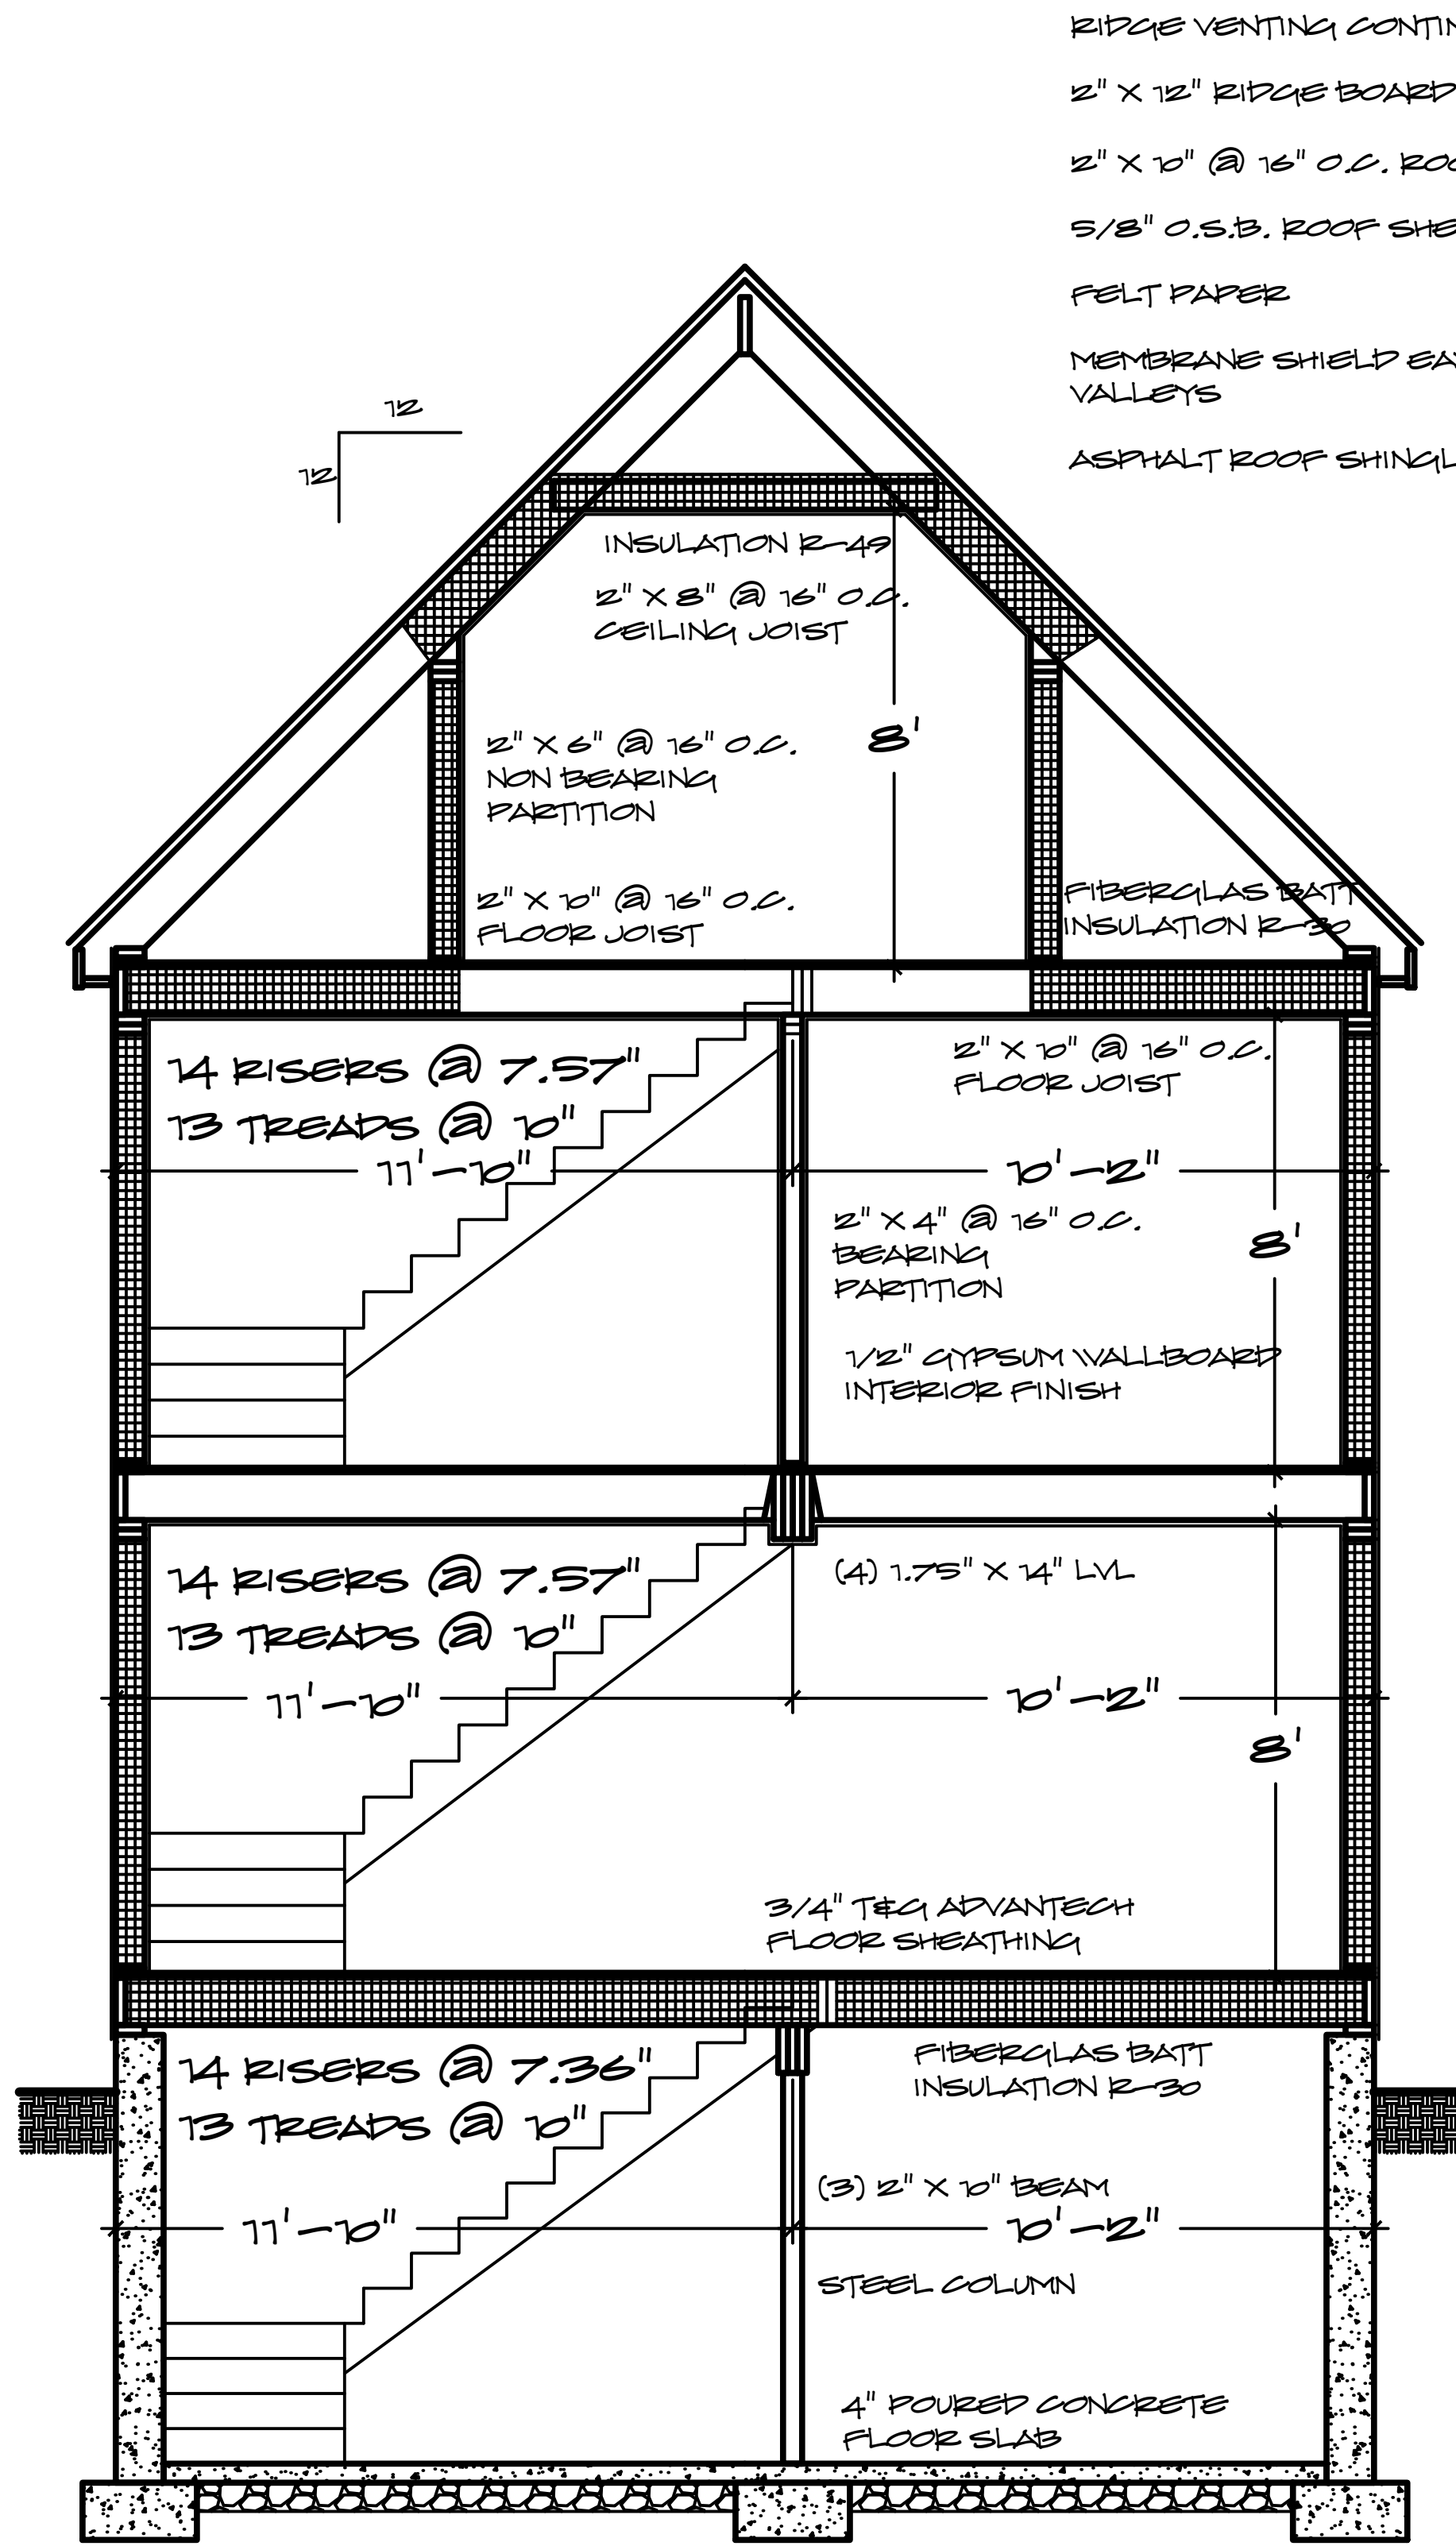 RIDGE VENTING
2" X 12" RIDGE BOARD
2" X 10" @ 16" O.C.
5/8" O.S.B. ROOF
FELT PAPER
MEMBRANE SHIELD
VALLEYS
ASPHALT ROOF
12
12
INSULATION R-49
2" X 8" @ 16" O.C.
CEILING JOIST
8'
2" X 6" @ 16" O.C.
NON BEARING
PARTITION
2" X 10" @ 16" O.C.
FLOOR JOIST
FIBERGLAS BATT
INSULATION R-30
14 RISERS @ 7.57"
13 TREADS @ 10"
2" X 10" @ 16" O.C.
FLOOR JOIST
11'-10"
10'-2"
2" X 4" @ 16" O.C.
BEARING
PARTITION
8'
1/2" GYPSUM WALLBOARD
INTERIOR FINISH
14 RISERS @ 7.57"
13 TREADS @ 10"
(4) 1.75" X 14" LVL
11'-10"
10'-2"
8'
3/4" T&G ADVANTECH
FLOOR SHEATHING
14 RISERS @ 7.36"
13 TREADS @ 10"
FIBERGLAS BATT
INSULATION R-30
(3) 2" X 10" BEAM
11'-10"
10'-2"
STEEL COLUMN
4" POURED CONCRETE
FLOOR SLAB